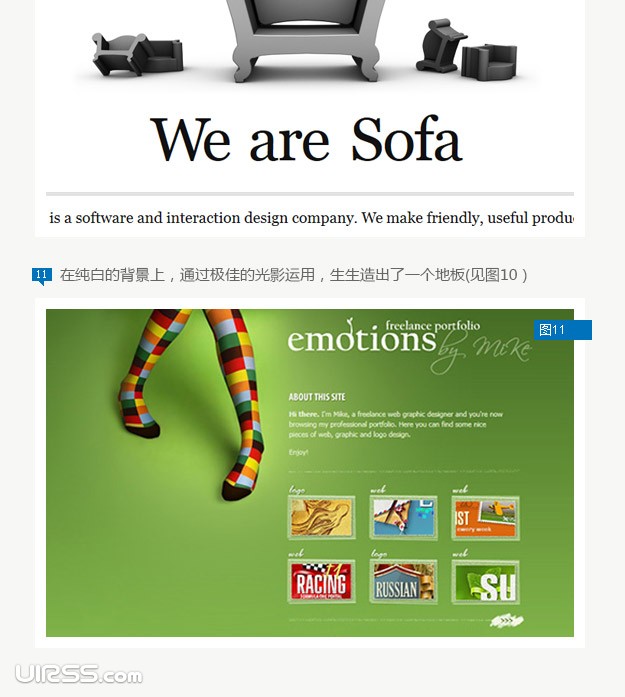 We are Sofa
is a software and interaction design company. We make friendly, useful produ
11 在纯白的背景上，通过极佳的光影运用，生生造出了一个地板(见图10）
图11
freelance portfolio
emotions
by Mike
ABOUT THIS SITE
Hi there. I'm Mike, a freelance web graphic designer and you're now
browsing my professional portfolio. Here you can find some nice
pieces of web, graphic and logo design.
Enjoy!
logo web web
IST
web logo web
RACING RUSSIAN SU
UIRSS.com